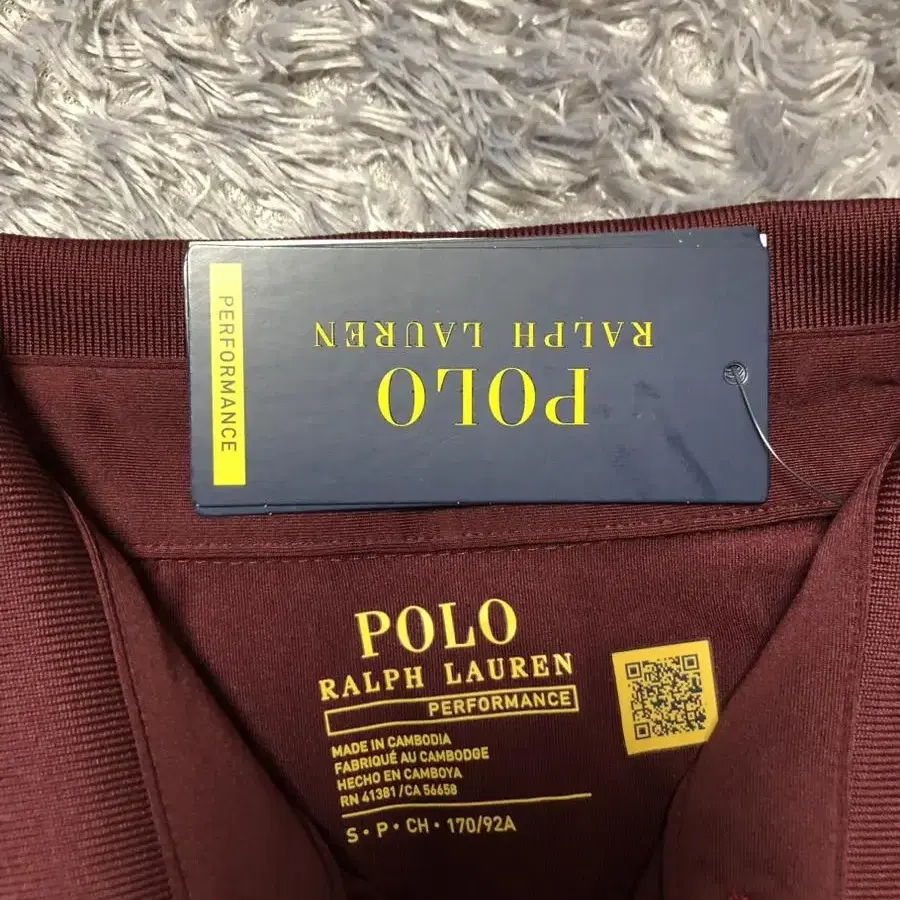 PERFORMANCE
POLO
RALPH LAUREN
POLO
RALPH LAUREN
PERFORMANCE
MADE IN CAMBODIA
FABRIQUÉ AU CAMBODGE
HECHO EN CAMBOYA
RN 41381 / CA 56658
S • P • CH • 170/92A